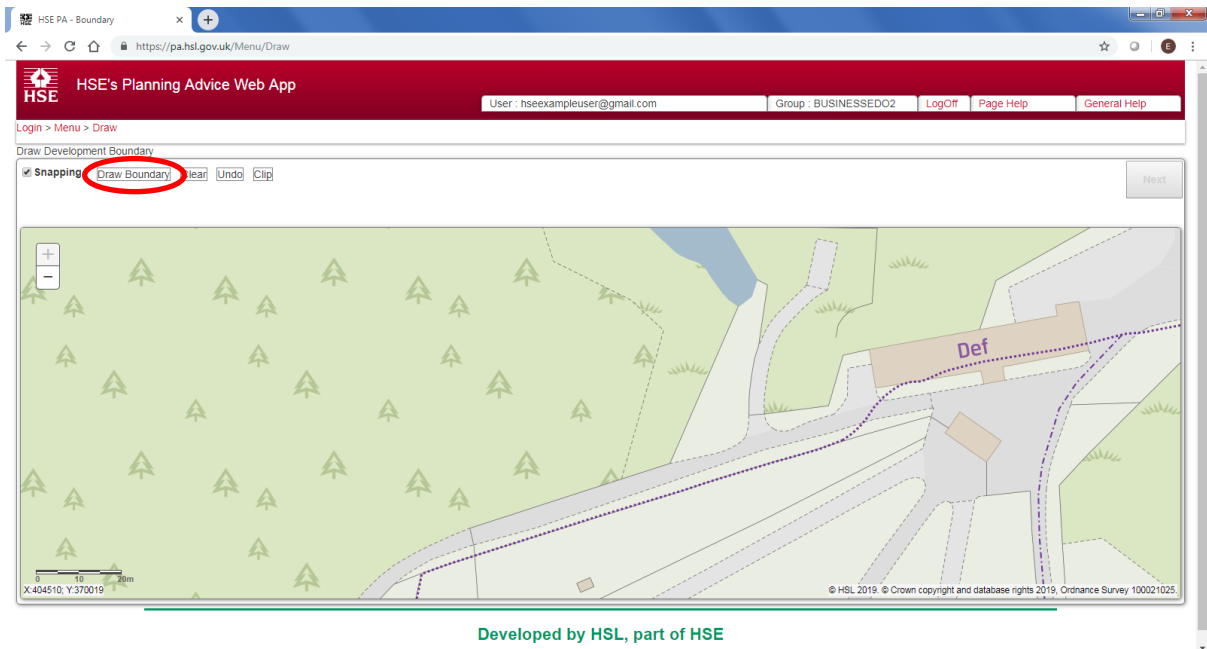 HSE PA - Boundary
https://pa.hsl.gov.uk/Menu/Draw
E
HSE
HSE's Planning Advice Web App
User : hseexampleuser@gmail.com
Group : BUSINESSEDO2
LogOff
Page Help
General Help
Login > Menu > Draw
Draw Development Boundary
Snapping
Draw Boundary
Clear
Undo
Clip
Next
+
−
Def
0 10 20m
X:404510; Y:370019
© HSL 2019. © Crown copyright and database rights 2019, Ordnance Survey 100021025.
Developed by HSL, part of HSE